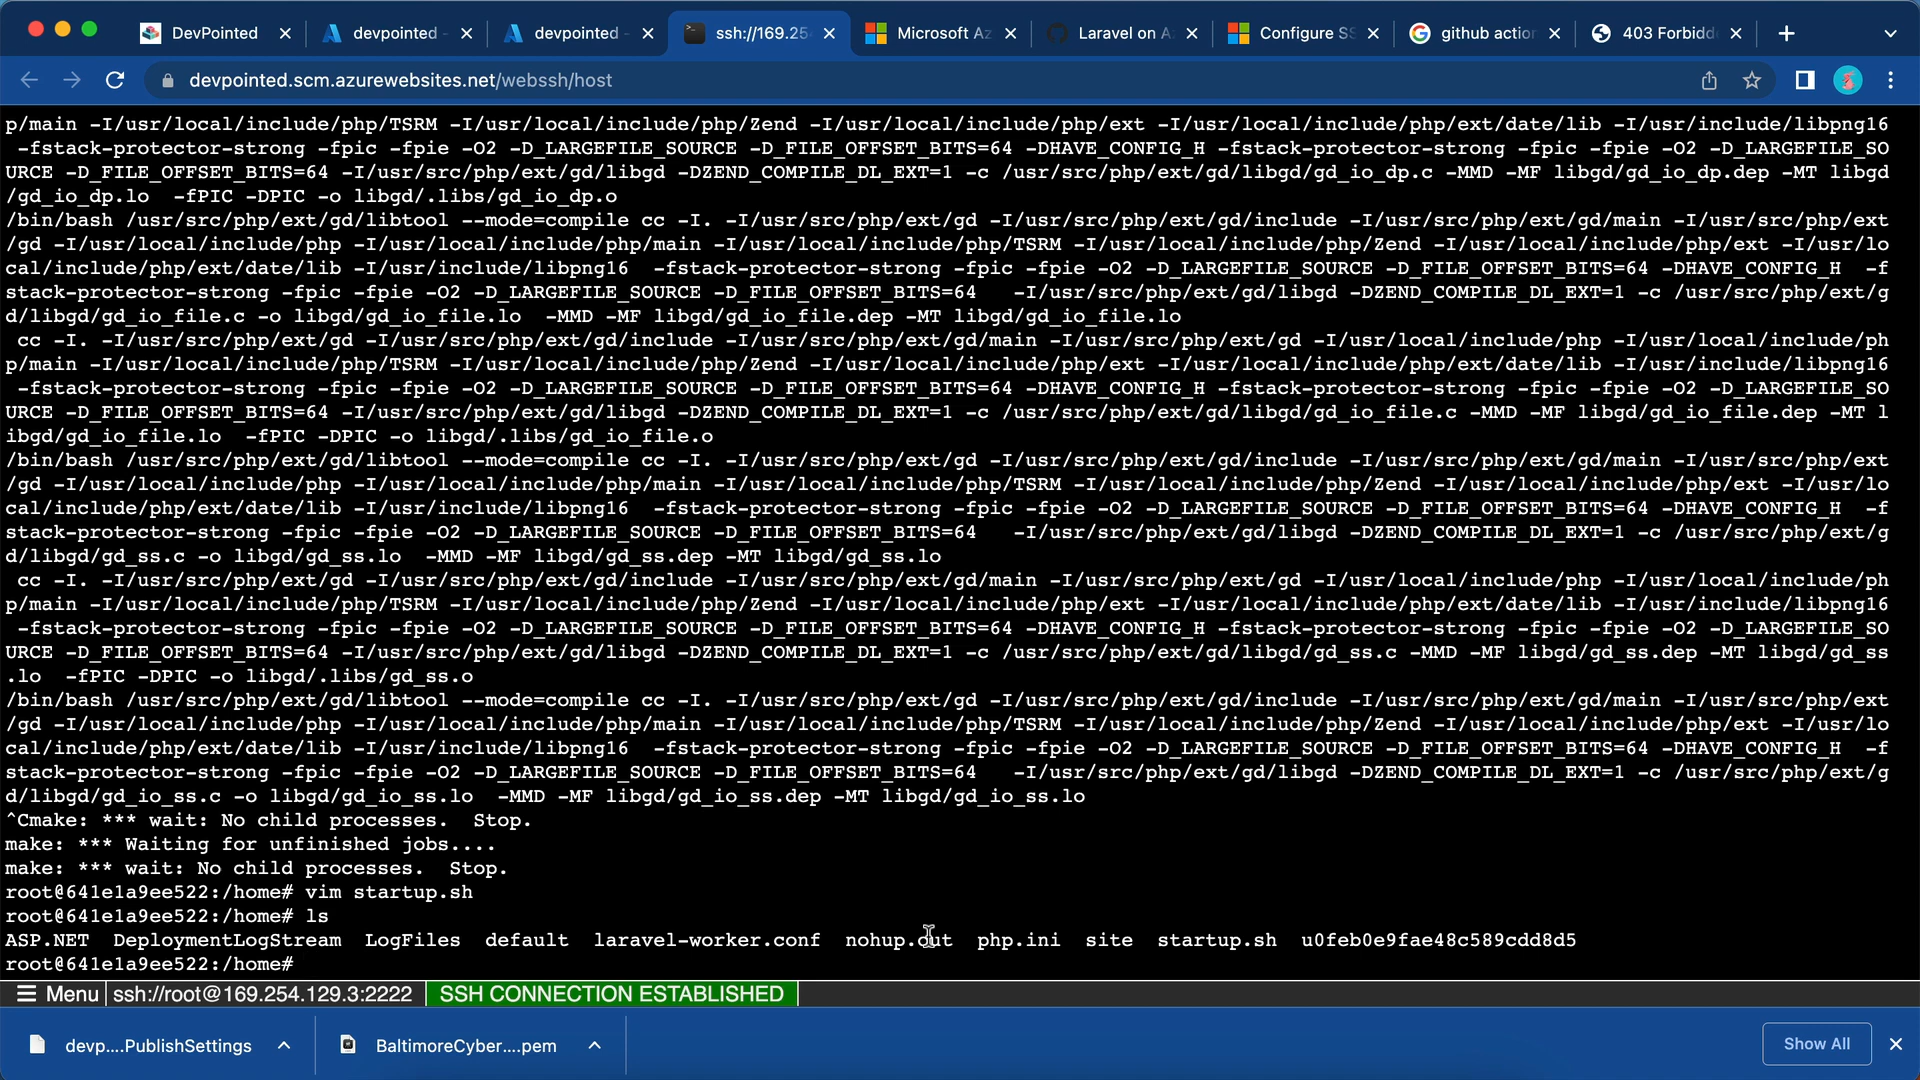 DevPointed
devpointed -
devpointed -
ssh://169.25
Microsoft Az
Laravel on A
Configure SS
github action
403 Forbidd
devpointed.scm.azurewebsites.net/webssh/host
p/main -I/usr/local/include/php/TSRM -I/usr/local/include/php/Zend -I/usr/local/include/php/ext -I/usr/local/include/php/ext/date/lib -I/usr/include/libpng16
-fstack-protector-strong -fpic -fpie -O2 -D_LARGEFILE_SOURCE -D_FILE_OFFSET_BITS=64 -DHAVE_CONFIG_H -fstack-protector-strong -fpic -fpie -O2 -D_LARGEFILE_SO
URCE -D_FILE_OFFSET_BITS=64 -I/usr/src/php/ext/gd/libgd -DZEND_COMPILE_DL_EXT=1 -c /usr/src/php/ext/gd/libgd/gd_io_dp.c -MMD -MF libgd/gd_io_dp.dep -MT libgd
/gd_io_dp.lo  -fPIC -DPIC -o libgd/.libs/gd_io_dp.o
/bin/bash /usr/src/php/ext/gd/libtool --mode=compile cc -I. -I/usr/src/php/ext/gd -I/usr/src/php/ext/gd/include -I/usr/src/php/ext/gd/main -I/usr/src/php/ext
/gd -I/usr/local/include/php -I/usr/local/include/php/main -I/usr/local/include/php/TSRM -I/usr/local/include/php/Zend -I/usr/local/include/php/ext -I/usr/lo
cal/include/php/ext/date/lib -I/usr/include/libpng16  -fstack-protector-strong -fpic -fpie -O2 -D_LARGEFILE_SOURCE -D_FILE_OFFSET_BITS=64 -DHAVE_CONFIG_H  -f
stack-protector-strong -fpic -fpie -O2 -D_LARGEFILE_SOURCE -D_FILE_OFFSET_BITS=64   -I/usr/src/php/ext/gd/libgd -DZEND_COMPILE_DL_EXT=1 -c /usr/src/php/ext/g
d/libgd/gd_io_file.c -o libgd/gd_io_file.lo  -MMD -MF libgd/gd_io_file.dep -MT libgd/gd_io_file.lo
cc -I. -I/usr/src/php/ext/gd -I/usr/src/php/ext/gd/include -I/usr/src/php/ext/gd/main -I/usr/src/php/ext/gd -I/usr/local/include/php -I/usr/local/include/ph
p/main -I/usr/local/include/php/TSRM -I/usr/local/include/php/Zend -I/usr/local/include/php/ext -I/usr/local/include/php/ext/date/lib -I/usr/include/libpng16
-fstack-protector-strong -fpic -fpie -O2 -D_LARGEFILE_SOURCE -D_FILE_OFFSET_BITS=64 -DHAVE_CONFIG_H -fstack-protector-strong -fpic -fpie -O2 -D_LARGEFILE_SO
URCE -D_FILE_OFFSET_BITS=64 -I/usr/src/php/ext/gd/libgd -DZEND_COMPILE_DL_EXT=1 -c /usr/src/php/ext/gd/libgd/gd_io_file.c -MMD -MF libgd/gd_io_file.dep -MT l
ibgd/gd_io_file.lo  -fPIC -DPIC -o libgd/.libs/gd_io_file.o
/bin/bash /usr/src/php/ext/gd/libtool --mode=compile cc -I. -I/usr/src/php/ext/gd -I/usr/src/php/ext/gd/include -I/usr/src/php/ext/gd/main -I/usr/src/php/ext
/gd -I/usr/local/include/php -I/usr/local/include/php/main -I/usr/local/include/php/TSRM -I/usr/local/include/php/Zend -I/usr/local/include/php/ext -I/usr/lo
cal/include/php/ext/date/lib -I/usr/include/libpng16  -fstack-protector-strong -fpic -fpie -O2 -D_LARGEFILE_SOURCE -D_FILE_OFFSET_BITS=64 -DHAVE_CONFIG_H  -f
stack-protector-strong -fpic -fpie -O2 -D_LARGEFILE_SOURCE -D_FILE_OFFSET_BITS=64   -I/usr/src/php/ext/gd/libgd -DZEND_COMPILE_DL_EXT=1 -c /usr/src/php/ext/g
d/libgd/gd_ss.c -o libgd/gd_ss.lo  -MMD -MF libgd/gd_ss.dep -MT libgd/gd_ss.lo
cc -I. -I/usr/src/php/ext/gd -I/usr/src/php/ext/gd/include -I/usr/src/php/ext/gd/main -I/usr/src/php/ext/gd -I/usr/local/include/php -I/usr/local/include/ph
p/main -I/usr/local/include/php/TSRM -I/usr/local/include/php/Zend -I/usr/local/include/php/ext -I/usr/local/include/php/ext/date/lib -I/usr/include/libpng16
-fstack-protector-strong -fpic -fpie -O2 -D_LARGEFILE_SOURCE -D_FILE_OFFSET_BITS=64 -DHAVE_CONFIG_H -fstack-protector-strong -fpic -fpie -O2 -D_LARGEFILE_SO
URCE -D_FILE_OFFSET_BITS=64 -I/usr/src/php/ext/gd/libgd -DZEND_COMPILE_DL_EXT=1 -c /usr/src/php/ext/gd/libgd/gd_ss.c -MMD -MF libgd/gd_ss.dep -MT libgd/gd_ss
.lo  -fPIC -DPIC -o libgd/.libs/gd_ss.o
/bin/bash /usr/src/php/ext/gd/libtool --mode=compile cc -I. -I/usr/src/php/ext/gd -I/usr/src/php/ext/gd/include -I/usr/src/php/ext/gd/main -I/usr/src/php/ext
/gd -I/usr/local/include/php -I/usr/local/include/php/main -I/usr/local/include/php/TSRM -I/usr/local/include/php/Zend -I/usr/local/include/php/ext -I/usr/lo
cal/include/php/ext/date/lib -I/usr/include/libpng16  -fstack-protector-strong -fpic -fpie -O2 -D_LARGEFILE_SOURCE -D_FILE_OFFSET_BITS=64 -DHAVE_CONFIG_H  -f
stack-protector-strong -fpic -fpie -O2 -D_LARGEFILE_SOURCE -D_FILE_OFFSET_BITS=64   -I/usr/src/php/ext/gd/libgd -DZEND_COMPILE_DL_EXT=1 -c /usr/src/php/ext/g
d/libgd/gd_io_ss.c -o libgd/gd_io_ss.lo  -MMD -MF libgd/gd_io_ss.dep -MT libgd/gd_io_ss.lo
^Cmake: *** wait: No child processes.  Stop.
make: *** Waiting for unfinished jobs....
make: *** wait: No child processes.  Stop.
root@641e1a9ee522:/home# vim startup.sh
root@641e1a9ee522:/home# ls
ASP.NET  DeploymentLogStream  LogFiles  default  laravel-worker.conf  nohup.out  php.ini  site  startup.sh  u0feb0e9fae48c589cdd8d5
root@641e1a9ee522:/home#
Menu ssh://root@169.254.129.3:2222 SSH CONNECTION ESTABLISHED
devp....PublishSettings
BaltimoreCyber....pem
Show All